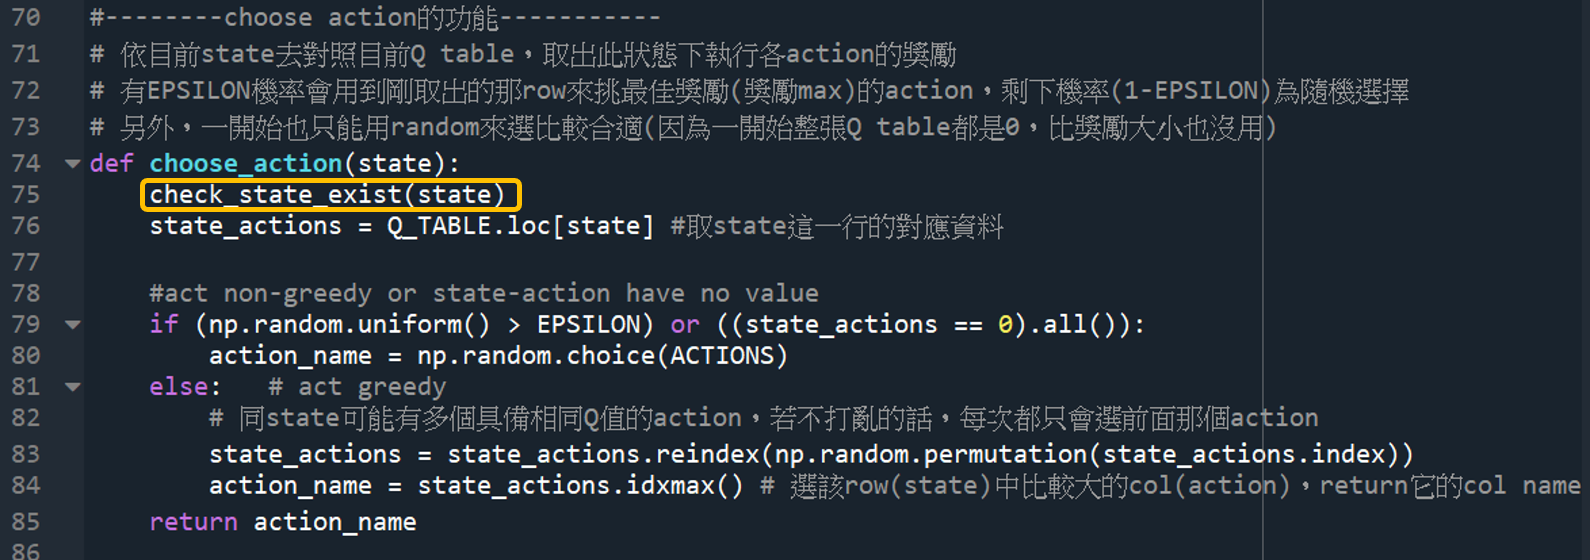 70 #--------choose action的功能-----------
71 # 依目前state去對照目前Q table，取出此狀態下執行各action的獎勵
72 # 有EPSILON機率會用到剛取出的那row來挑最佳獎勵(獎勵max)的action，剩下機率(1-EPSILON)為隨機選擇
73 # 另外，一開始也只能用random來選比較合適(因為一開始整張Q table都是0，比獎勵大小也沒用)
74 def choose_action(state):
75     check_state_exist(state)
76     state_actions = Q_TABLE.loc[state] #取state這一行的對應資料
77
78     #act non-greedy or state-action have no value
79     if (np.random.uniform() > EPSILON) or ((state_actions == 0).all()):
80         action_name = np.random.choice(ACTIONS)
81     else:   # act greedy
82         # 同state可能有多個具備相同Q值的action，若不打亂的話，每次都只會選前面那個action
83         state_actions = state_actions.reindex(np.random.permutation(state_actions.index))
84         action_name = state_actions.idxmax() # 選該row(state)中比較大的col(action)，return它的col name
85     return action_name
86